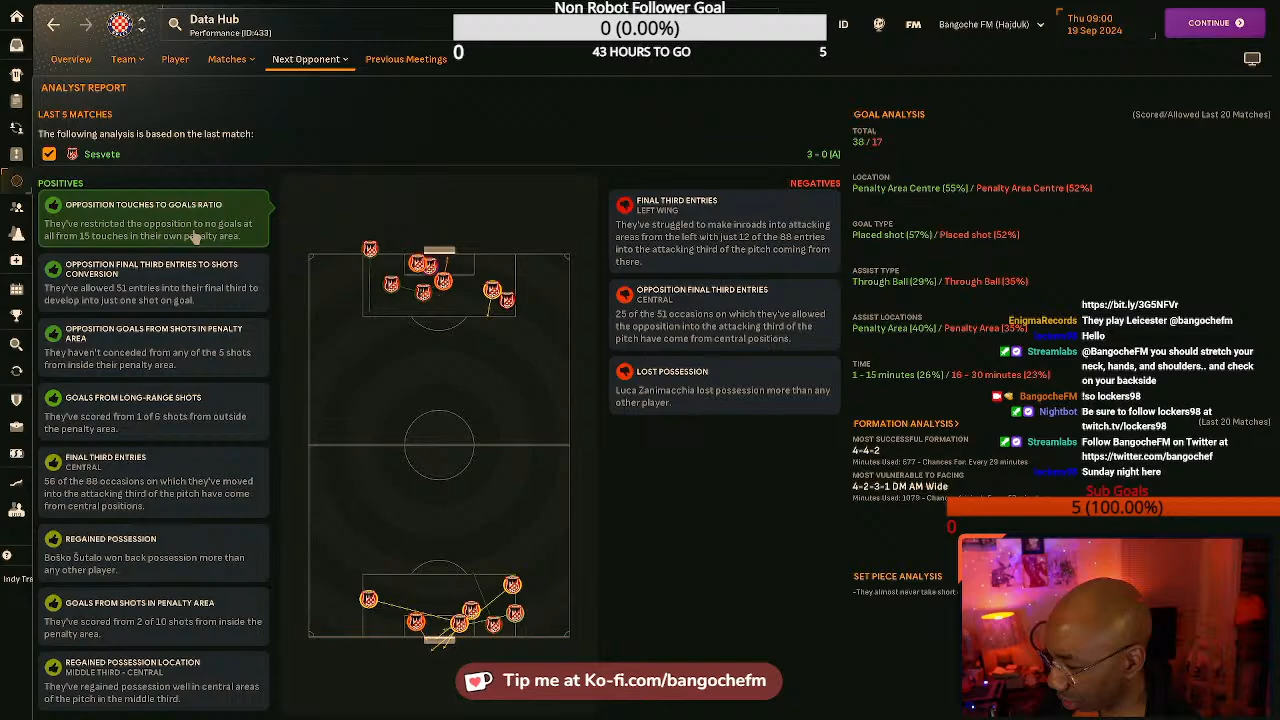 Data Hub
Performance (ID:433)
Non Robot Follower Goal
0 (0.00%)
0
43 HOURS TO GO
5
ID
FM
Bangoche FM (Hajduk)
Thu 09:00
19 Sep 2024
CONTINUE
Overview
Team
Player
Matches
Next Opponent
Previous Meetings
ANALYST REPORT
LAST 5 MATCHES
The following analysis is based on the last match:
Sesvete
3 - 0 (A)
POSITIVES
OPPOSITION TOUCHES TO GOALS RATIO
They've restricted the opposition to no goals at
all from 15 touches in their own penalty area.
OPPOSITION FINAL THIRD ENTRIES TO SHOTS
CONVERSION
They've allowed 51 entries into their final third to
develop into just one shot on goal.
OPPOSITION GOALS FROM SHOTS IN PENALTY
AREA
They haven't conceded from any of the 5 shots
from inside their penalty area.
GOALS FROM LONG-RANGE SHOTS
They've scored from 1 of 6 shots from outside
the penalty area.
FINAL THIRD ENTRIES
CENTRAL
56 of the 88 occasions on which they've moved
into the attacking third of the pitch have come
from central positions.
REGAINED POSSESSION
Boško Šutalo won back possession more than
any other player.
GOALS FROM SHOTS IN PENALTY AREA
They've scored from 2 of 10 shots from inside the
penalty area.
REGAINED POSSESSION LOCATION
MIDDLE THIRD - CENTRAL
They've regained possession well in central areas
of the pitch in the middle third.
Indy Tra
NEGATIVES
FINAL THIRD ENTRIES
LEFT WING
They've struggled to make inroads into attacking
areas from the left with just 12 of the 88 entries
into the attacking third of the pitch coming from
there.
OPPOSITION FINAL THIRD ENTRIES
CENTRAL
25 of the 51 occasions on which they've allowed
the opposition into the attacking third of the
pitch have come from central positions.
LOST POSSESSION
Luca Zanimacchia lost possession more than any
other player.
GOAL ANALYSIS
(Scored/Allowed Last 20 Matches)
TOTAL
38 / 17
LOCATION
Penalty Area Centre (55%) / Penalty Area Centre (52%)
GOAL TYPE
Placed shot (57%) / Placed shot (52%)
ASSIST TYPE
Through Ball (29%) / Through Ball (35%)
ASSIST LOCATIONS
Penalty Area (40%) / Penalty Area (35%)
TIME
1 - 15 minutes (26%) / 16 - 30 minutes (23%)
FORMATION ANALYSIS >
(Last 20 Matches)
MOST SUCCESSFUL FORMATION
4-4-2
Minutes Used: 677 - Chances For: Every 29 minutes
MOST VULNERABLE TO FACING
4-2-3-1 DM AM Wide
Minutes Used: 1079 -
SET PIECE ANALYSIS
-They almost never take short
https://bit.ly/3G5NFVr
EnigmaRecords They play Leicester @bangochefm
Hello
Streamlabs @BangocheFM you should stretch your
neck, hands, and shoulders.. and check
on your backside
BangocheFM !so lockers98
Nightbot Be sure to follow lockers98 at
twitch.tv/lockers98
Streamlabs Follow BangocheFM on Twitter at
https://twitter.com/bangochef
Sunday night here
Sub Goals
5 (100.00%)
0
Tip me at Ko-fi.com/bangochefm